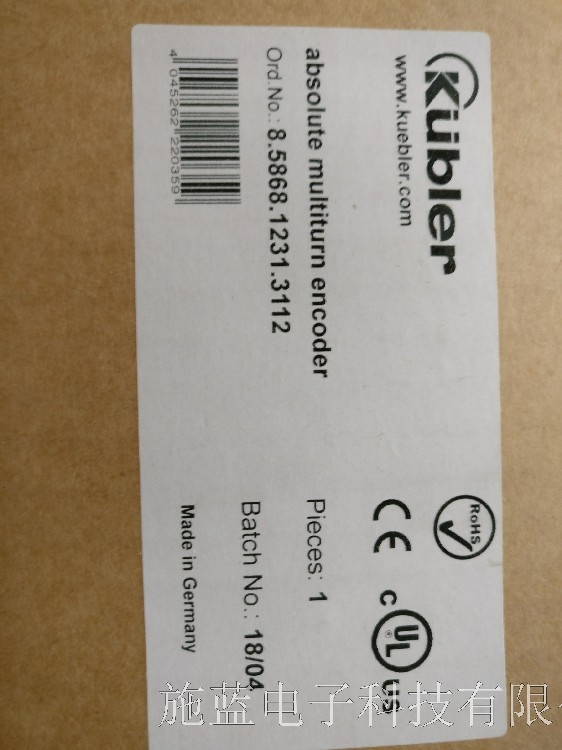 Kübler
www.kuebler.com
absolute multiturn encoder
Ord.No.: 8.5868.1231.3112
4 045262 220359
RoHS
CE
c UL ® us
Pieces: 1
Batch No.: 18/04
Made in Germany
施蓝电子科技有限